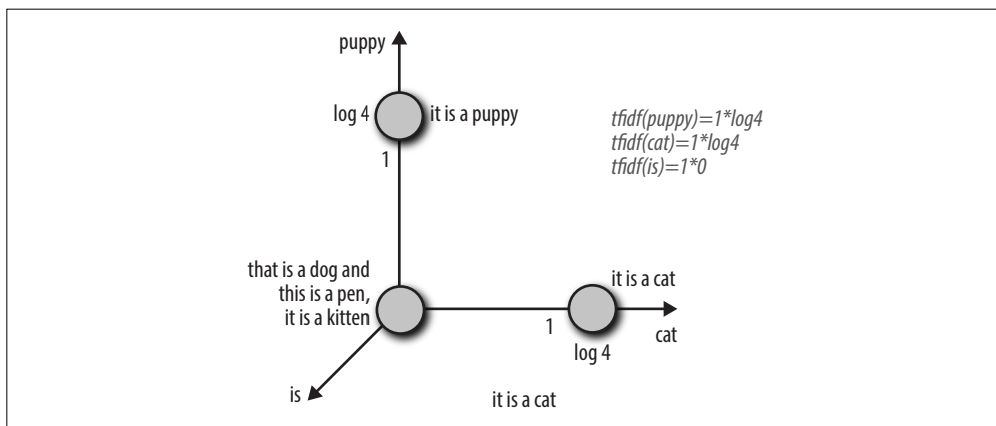 puppy
log 4
it is a puppy
1
tfidf(puppy)=1*log4
tfidf(cat)=1*log4
tfidf(is)=1*0
that is a dog and
this is a pen,
it is a kitten
it is a cat
1
cat
log 4
is
it is a cat